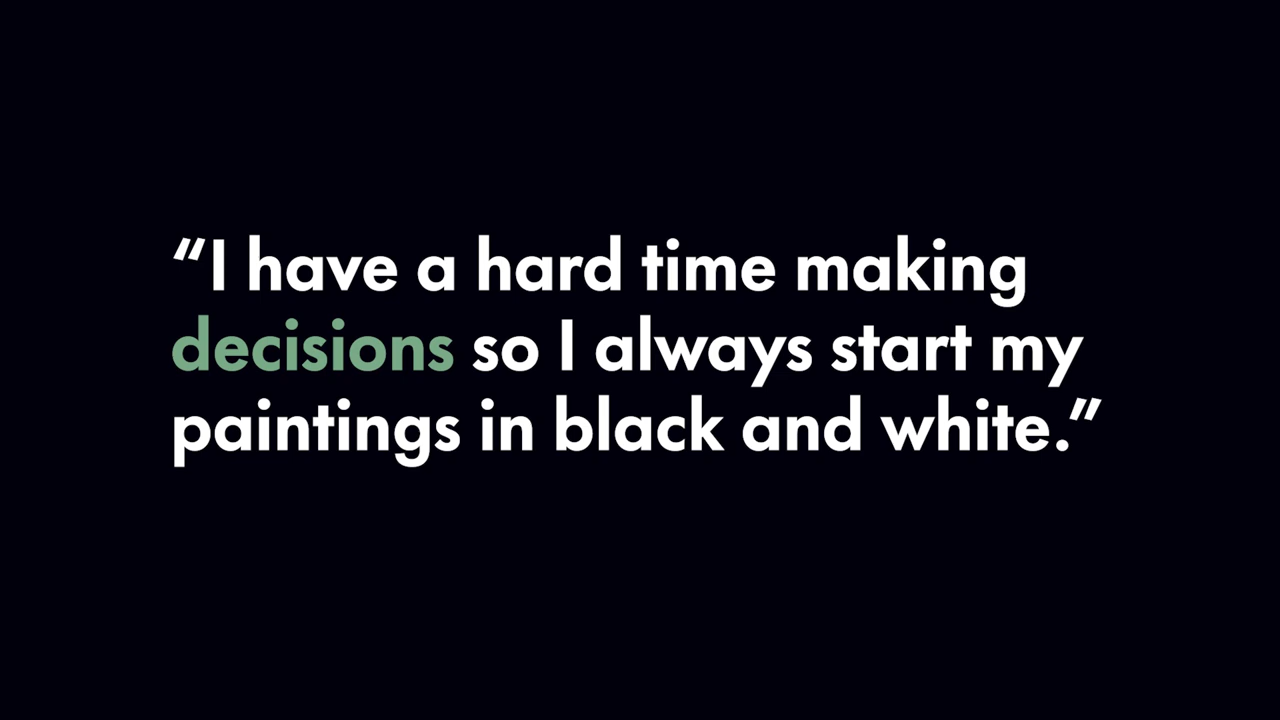 “I have a hard time making
decisions so I always start my
paintings in black and white.”